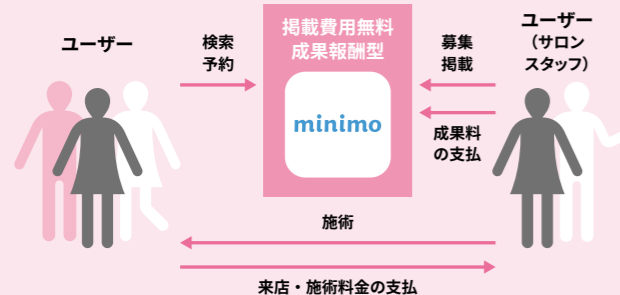 ユーザー
検索
予約
掲載費用無料
成果報酬型
minimo
募集
掲載
成果料
の支払
ユーザー
（サロン
スタッフ）
施術
来店・施術料金の支払